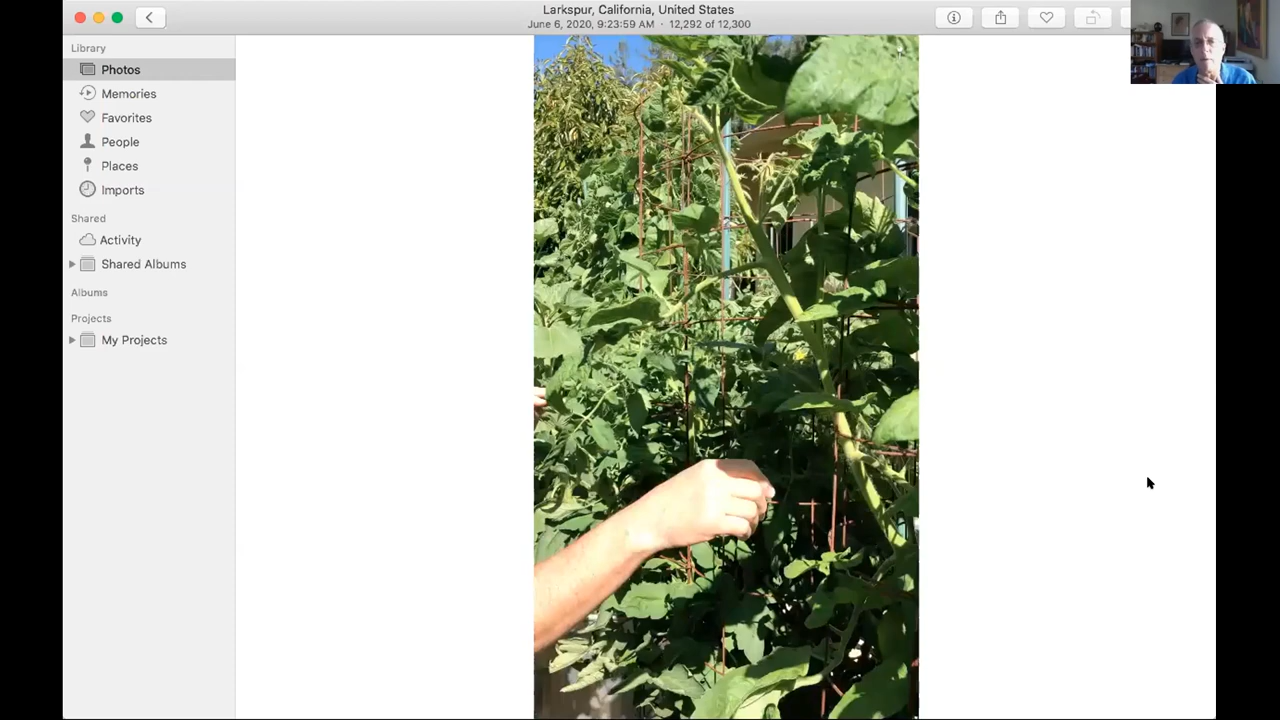 Larkspur, California, United States
June 6, 2020, 9:23:59 AM · 12,292 of 12,300
Library
Photos
Memories
Favorites
People
Places
Imports
Shared
Activity
Shared Albums
Albums
Projects
My Projects